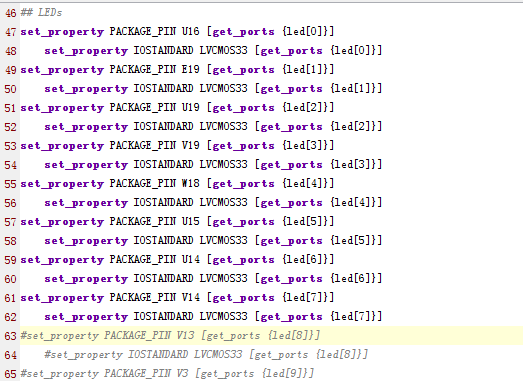 46 ## LEDs
47 set_property PACKAGE_PIN U16 [get_ports {led[0]}]
48 set_property IOSTANDARD LVCMOS33 [get_ports {led[0]}]
49 set_property PACKAGE_PIN E19 [get_ports {led[1]}]
50 set_property IOSTANDARD LVCMOS33 [get_ports {led[1]}]
51 set_property PACKAGE_PIN U19 [get_ports {led[2]}]
52 set_property IOSTANDARD LVCMOS33 [get_ports {led[2]}]
53 set_property PACKAGE_PIN V19 [get_ports {led[3]}]
54 set_property IOSTANDARD LVCMOS33 [get_ports {led[3]}]
55 set_property PACKAGE_PIN W18 [get_ports {led[4]}]
56 set_property IOSTANDARD LVCMOS33 [get_ports {led[4]}]
57 set_property PACKAGE_PIN U15 [get_ports {led[5]}]
58 set_property IOSTANDARD LVCMOS33 [get_ports {led[5]}]
59 set_property PACKAGE_PIN U14 [get_ports {led[6]}]
60 set_property IOSTANDARD LVCMOS33 [get_ports {led[6]}]
61 set_property PACKAGE_PIN V14 [get_ports {led[7]}]
62 set_property IOSTANDARD LVCMOS33 [get_ports {led[7]}]
63 #set_property PACKAGE_PIN V13 [get_ports {led[8]}]
64 #set_property IOSTANDARD LVCMOS33 [get_ports {led[8]}]
65 #set_property PACKAGE_PIN V3 [get_ports {led[9]}]